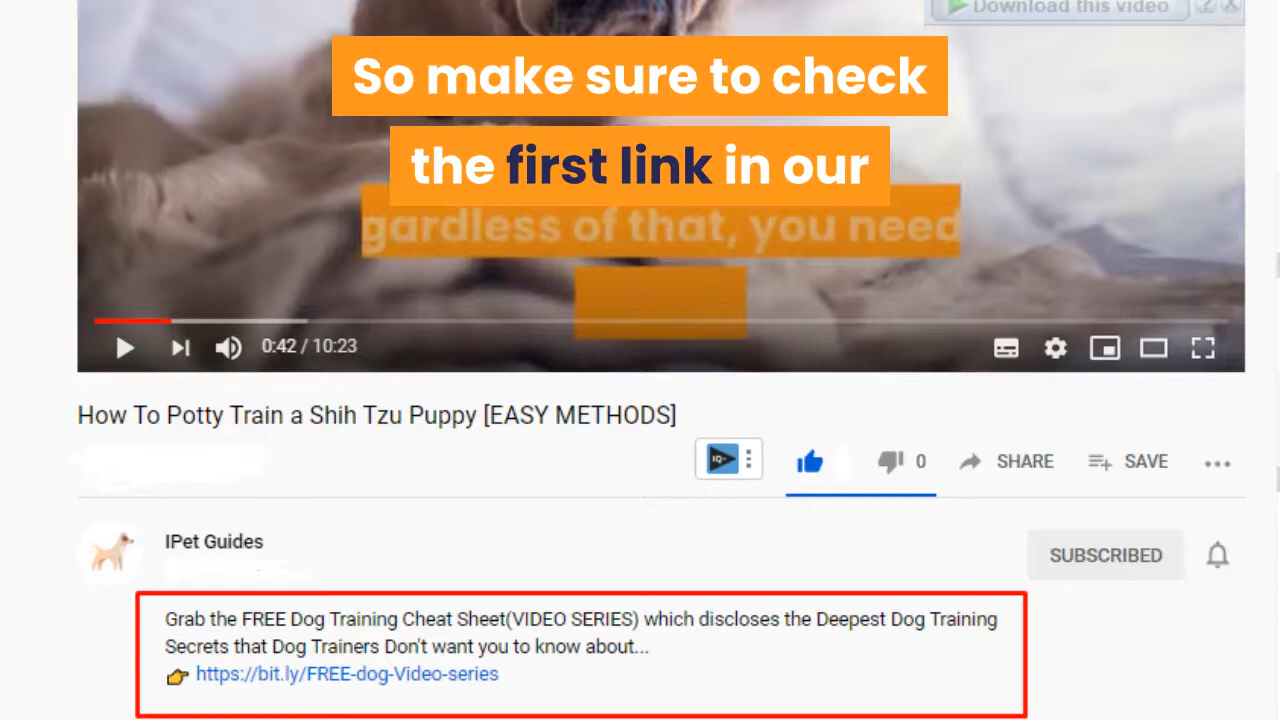 Download this video
So make sure to check
the first link in our
gardless of that, you need
0:42 / 10:23
How To Potty Train a Shih Tzu Puppy [EASY METHODS]
IQ
0
SHARE
SAVE
IPet Guides
SUBSCRIBED
Grab the FREE Dog Training Cheat Sheet(VIDEO SERIES) which discloses the Deepest Dog Training
Secrets that Dog Trainers Don't want you to know about...
https://bit.ly/FREE-dog-Video-series